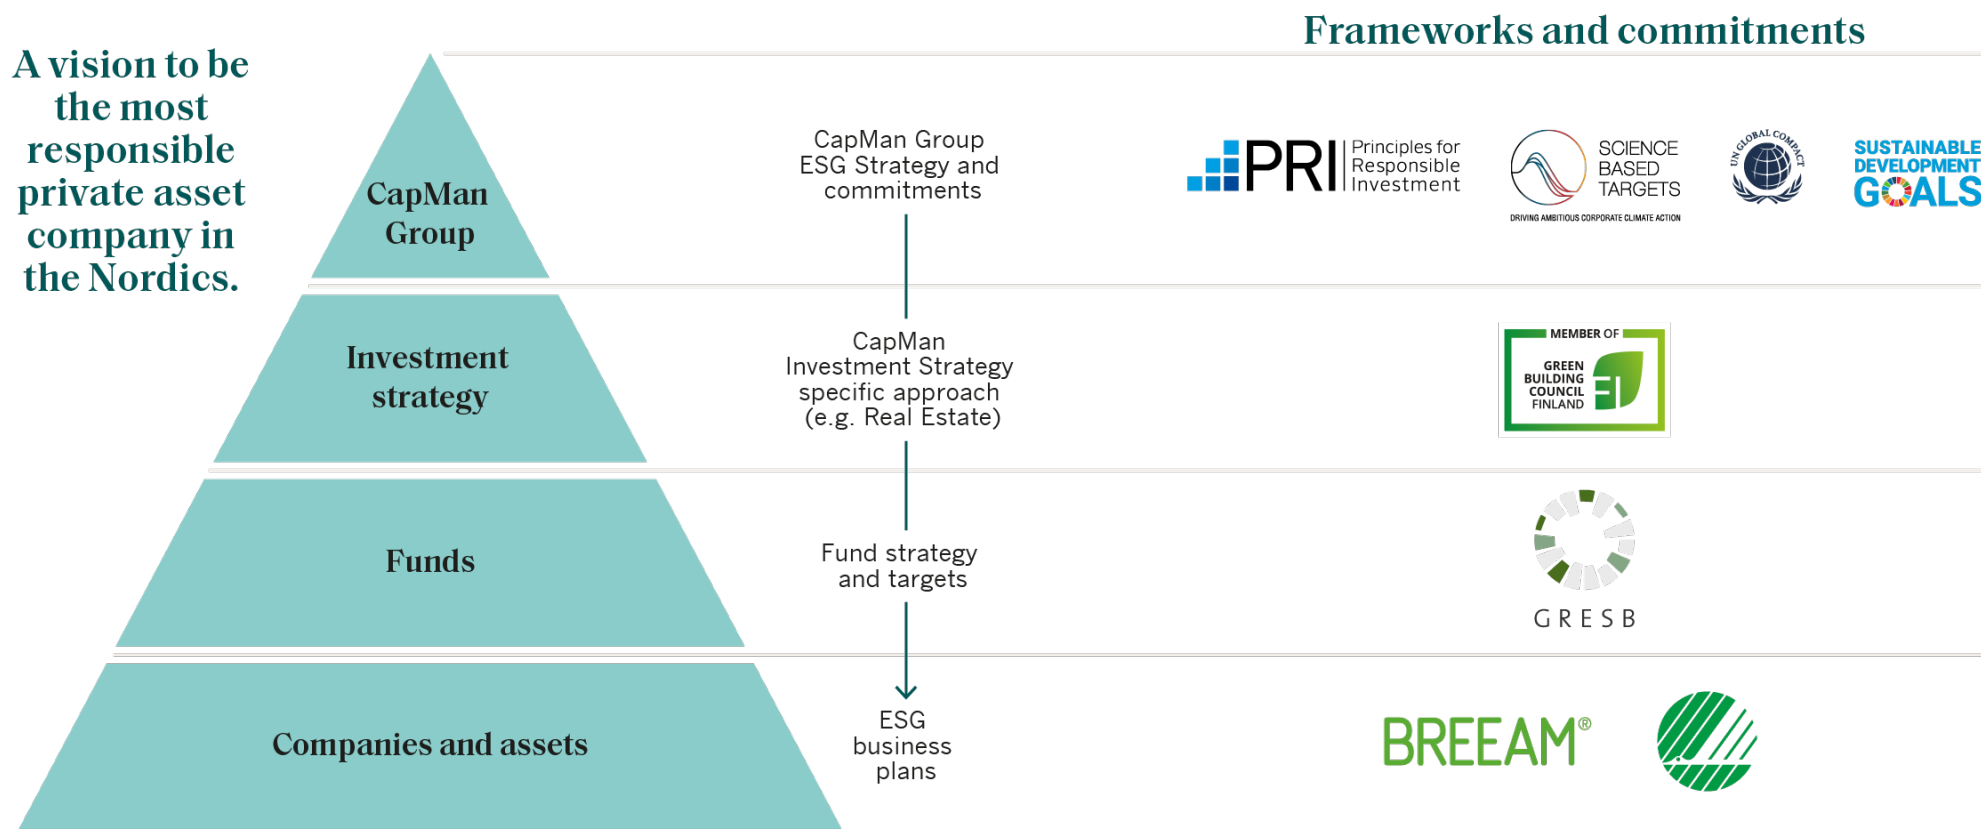 Frameworks and commitments
A vision to be
the most
responsible
private asset
company in
the Nordics.
CapMan
Group
CapMan Group
ESG Strategy and
commitments
PRI
Principles for
Responsible
Investment
SCIENCE
BASED
TARGETS
DRIVING AMBITIOUS CORPORATE CLIMATE ACTION
UN GLOBAL COMPACT
SUSTAINABLE
DEVELOPMENT
GOALS
Investment
strategy
CapMan
Investment Strategy
specific approach
(e.g. Real Estate)
MEMBER OF
GREEN
BUILDING
COUNCIL
FINLAND
Funds
Fund strategy
and targets
GRESB
Companies and assets
ESG
business
plans
BREEAM®